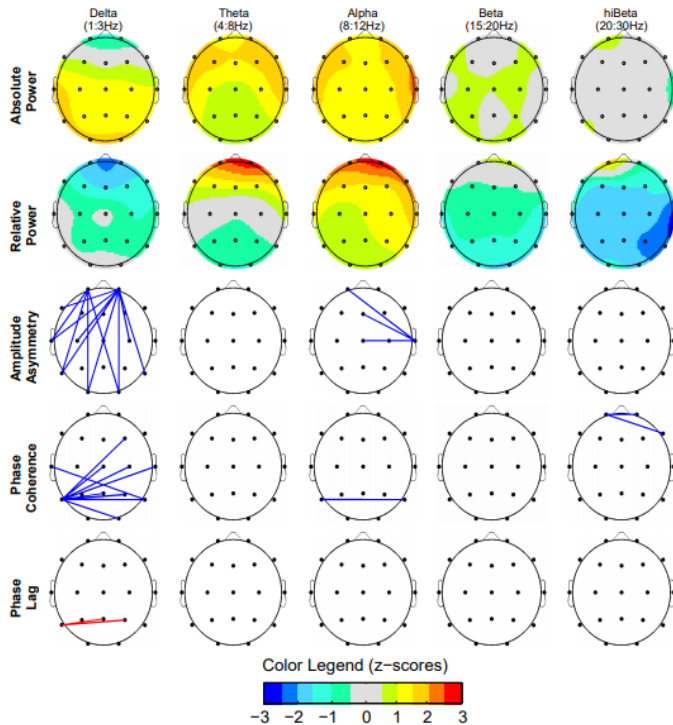 Delta Theta Alpha Beta hiBeta
(1:3Hz) (4:8Hz) (8:12Hz) (15:20Hz) (20:30Hz)
Absolute
Power
Relative
Power
Amplitude
Asymmetry
Phase
Coherence
Phase
Lag
Color Legend (z−scores)
−3 −2 −1 0 1 2 3